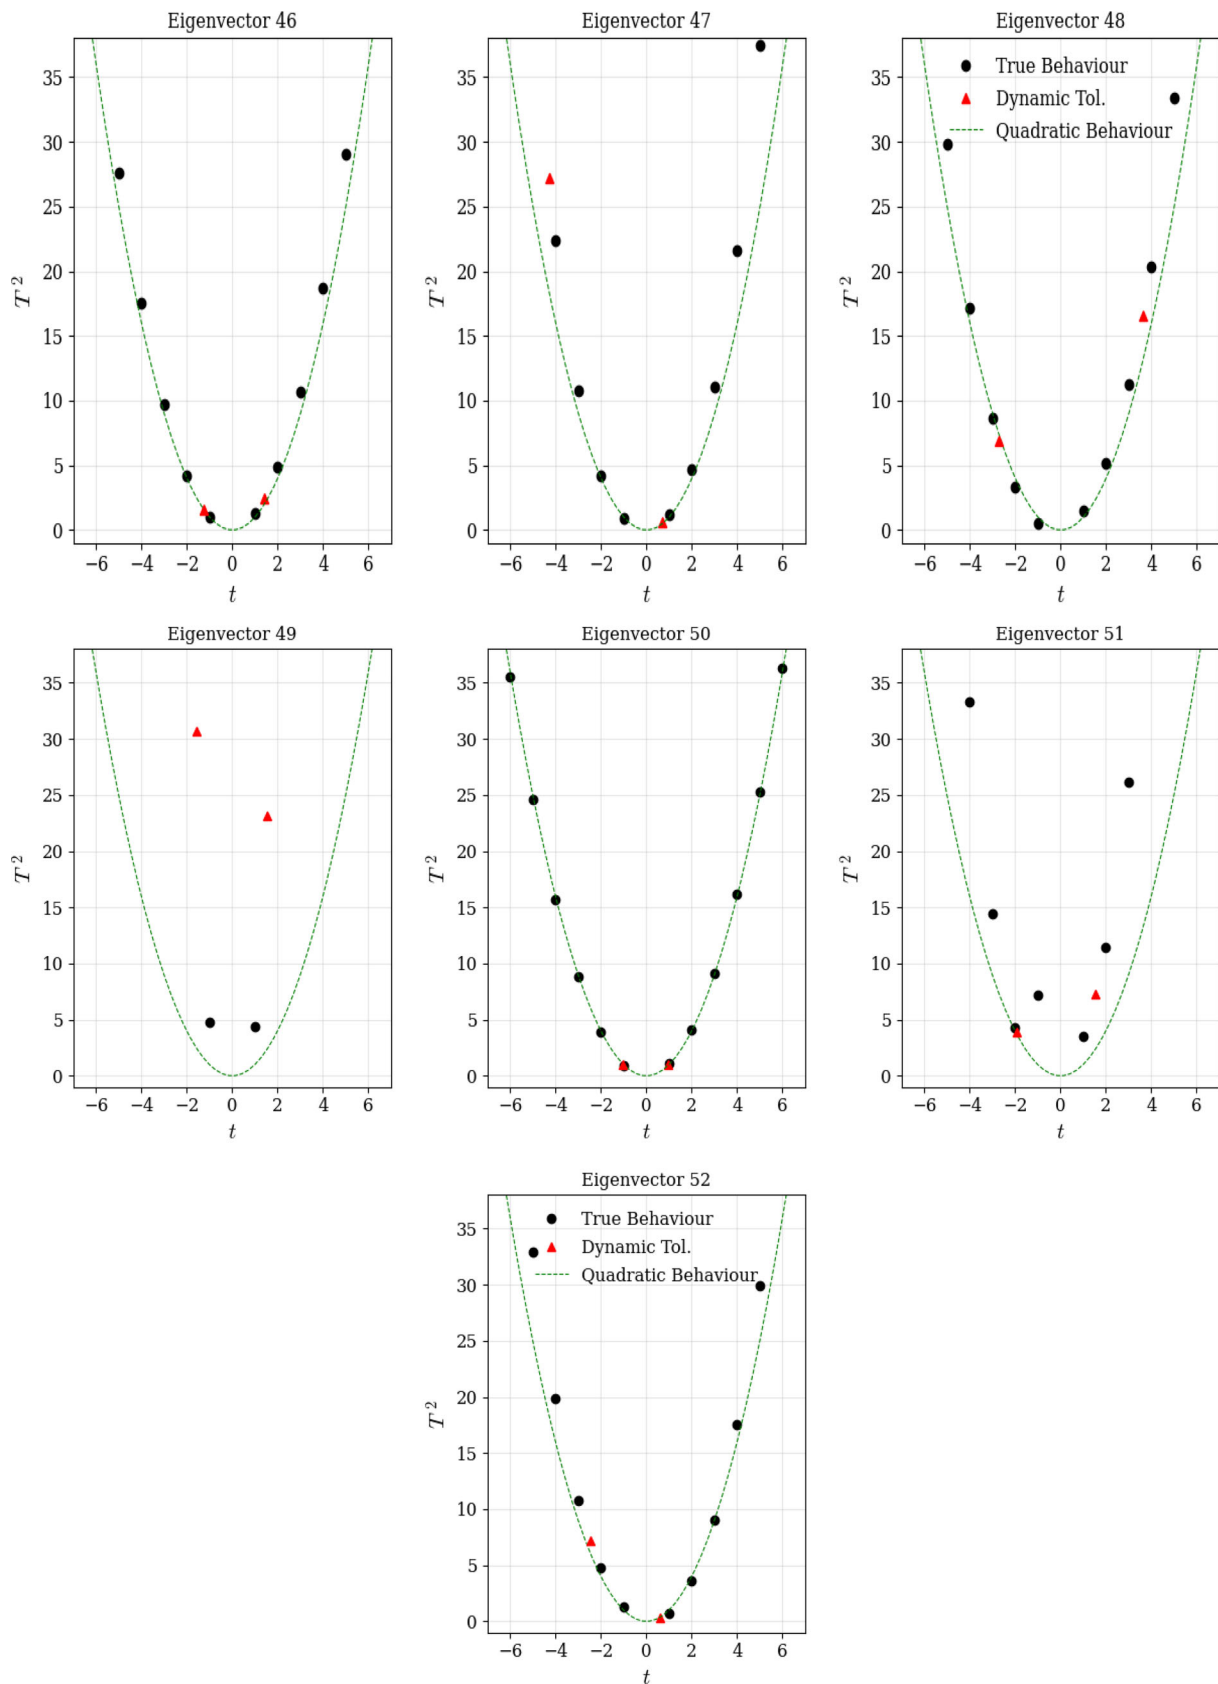 Eigenvector 46
35
30
25
20
15
10
5
0
T²
−6 −4 −2 0 2 4 6
t
Eigenvector 47
35
30
25
20
15
10
5
0
T²
−6 −4 −2 0 2 4 6
t
Eigenvector 48
True Behaviour
Dynamic Tol.
Quadratic Behaviour
35
30
25
20
15
10
5
0
T²
−6 −4 −2 0 2 4 6
t
Eigenvector 49
35
30
25
20
15
10
5
0
T²
−6 −4 −2 0 2 4 6
t
Eigenvector 50
35
30
25
20
15
10
5
0
T²
−6 −4 −2 0 2 4 6
t
Eigenvector 51
35
30
25
20
15
10
5
0
T²
−6 −4 −2 0 2 4 6
t
Eigenvector 52
True Behaviour
Dynamic Tol.
Quadratic Behaviour
35
30
25
20
15
10
5
0
T²
−6 −4 −2 0 2 4 6
t